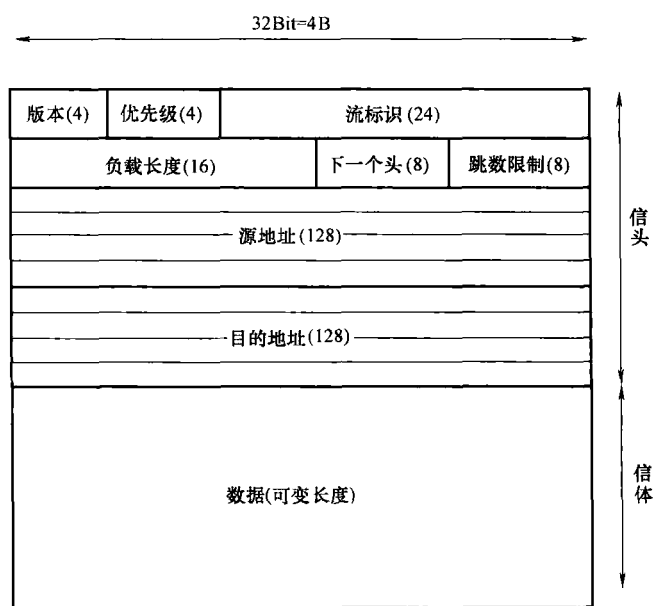 32Bit=4B
版本(4) 优先级(4) 流标识(24)
负载长度(16) 下一个头(8) 跳数限制(8)
源地址(128)
信头
目的地址(128)
数据(可变长度)
信体